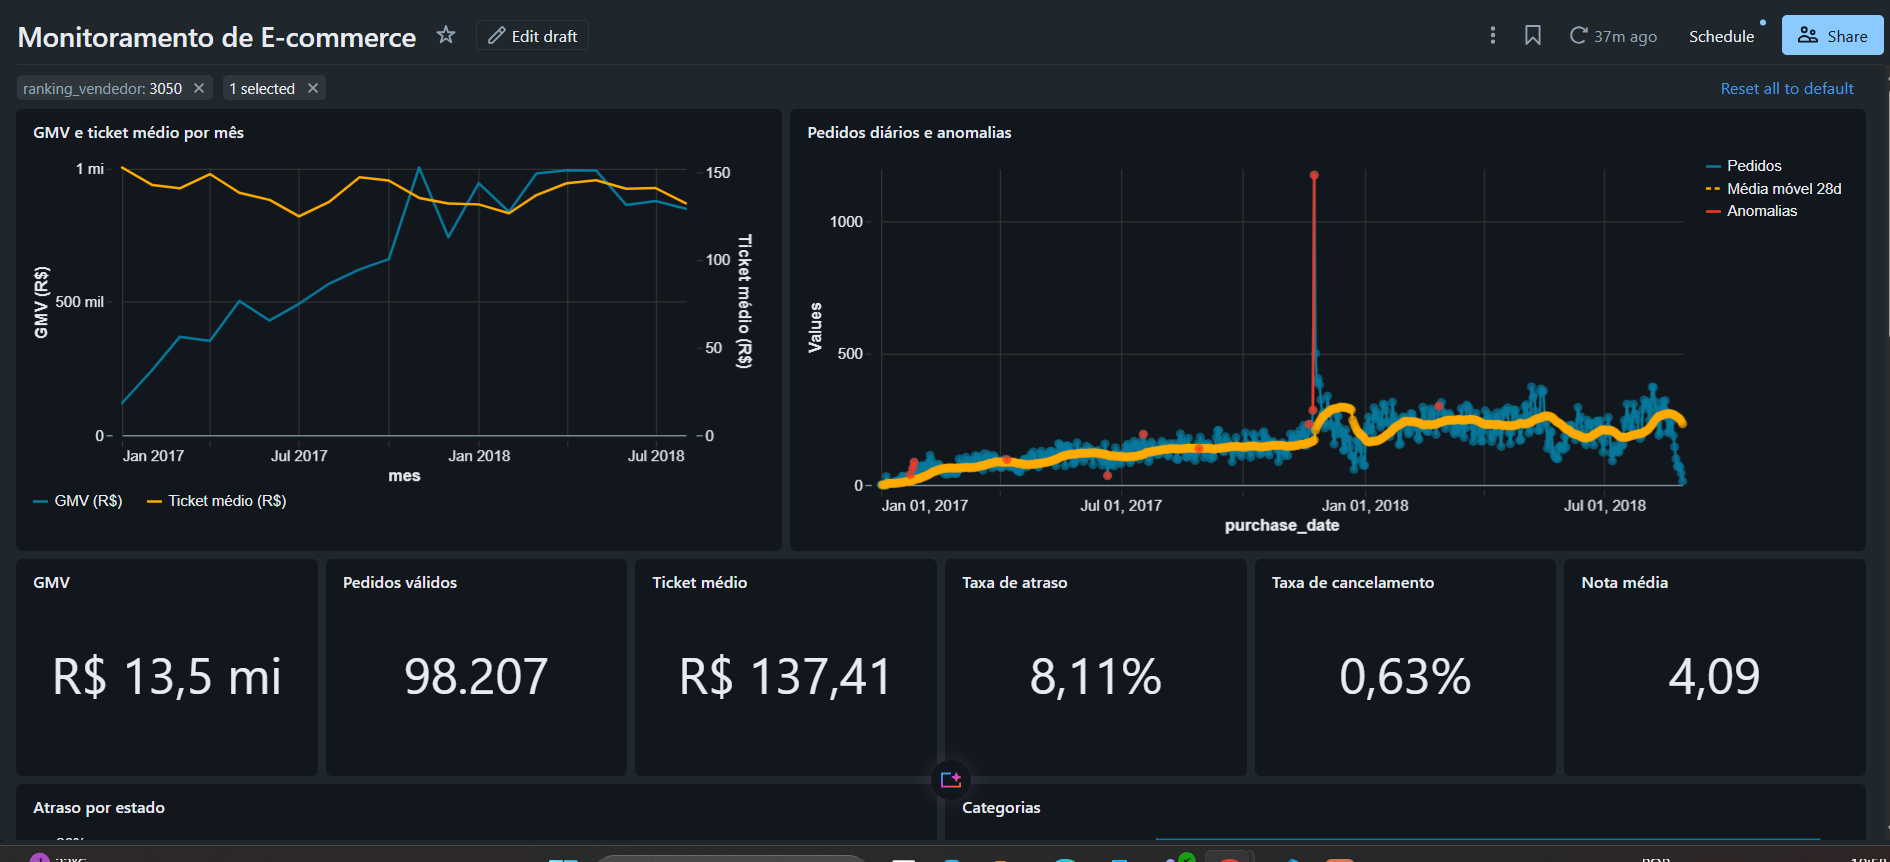 Monitoramento de E-commerce
Edit draft
37m ago
Schedule
Share
ranking_vendedor: 3050
1 selected
Reset all to default
GMV e ticket médio por mês
1 mi
500 mil
0
150
100
50
0
GMV (R$)
Ticket médio (R$)
Jan 2017
Jul 2017
Jan 2018
Jul 2018
mes
GMV (R$)
Ticket médio (R$)
Pedidos diários e anomalias
Pedidos
Média móvel 28d
Anomalias
1000
500
0
Values
Jan 01, 2017
Jul 01, 2017
Jan 01, 2018
Jul 01, 2018
purchase_date
GMV
R$ 13,5 mi
Pedidos válidos
98.207
Ticket médio
R$ 137,41
Taxa de atraso
8,11%
Taxa de cancelamento
0,63%
Nota média
4,09
Atraso por estado
Categorias